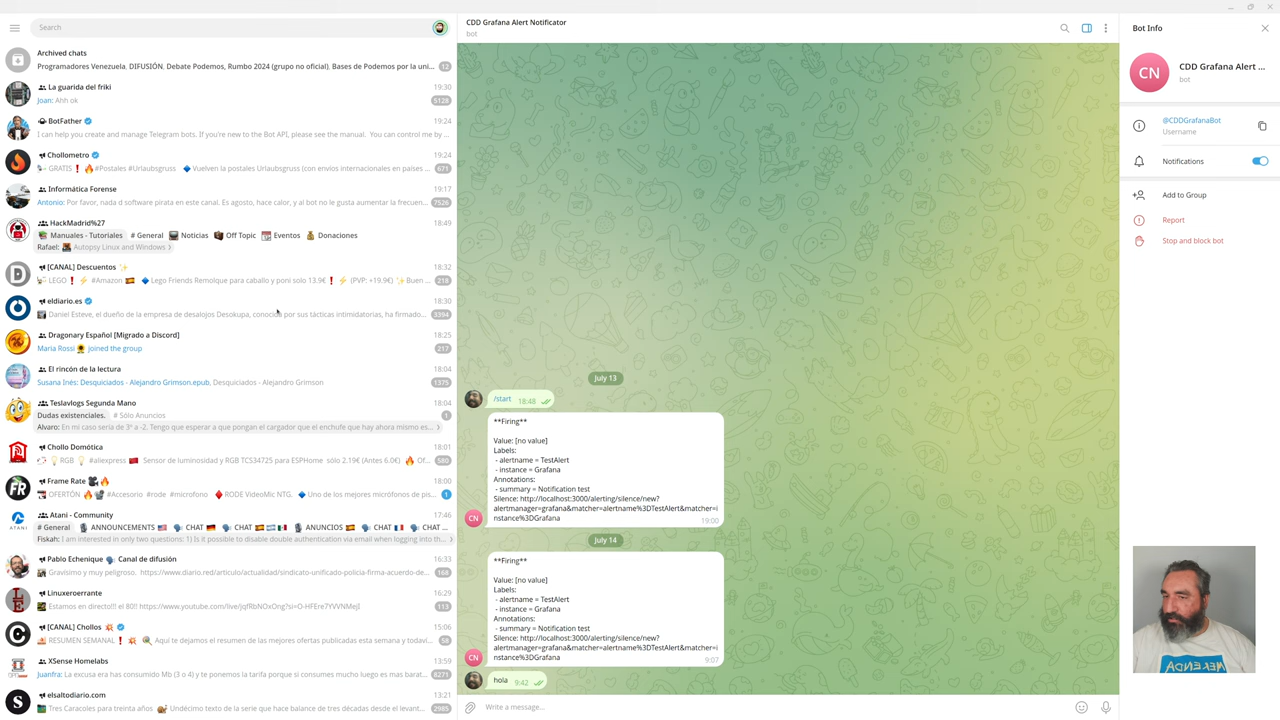 Search
Archived chats
Programadores Venezuela, DIFUSIÓN, Debate Podemos, Rumbo 2024 (grupo no oficial), Bases de Podemos por la uni...
12
La guarida del friki
19:30
Joan: Ahh ok
5128
BotFather
19:24
I can help you create and manage Telegram bots. If you're new to the Bot API, please see the manual. You can control me by ...
Chollometro
19:24
GRATIS❗🔥#Postales #Urlaubsgruss 🔷Vuelven la postales Urlaubsgruss (con envios internacionales en paises ...
671
Informática Forense
19:17
Antonio: Por favor, nada d software pirata en este canal. Es agosto, hace calor, y al bot no le gusta aumentar la frecuen...
7526
HackMadrid%27
18:49
Manuales - Tutoriales # General Noticias Off Topic Eventos Donaciones
Rafael: Autopsy Linux and Windows ›
[CANAL] Descuentos ✨
18:32
LEGO❗⚡ #Amazon 🇪🇸 🔷Lego Friends Remolque para caballo y poni solo 13.9€❗⚡ (PVP: +19.9€) ✨Buen ...
218
eldiario.es
18:30
Daniel Esteve, el dueño de la empresa de desalojos Desokupa, conocido por sus tácticas intimidatorias, ha firmado...
3394
Dragonary Español [Migrado a Discord]
18:25
Maria Rossi 🌻 joined the group
217
El rincón de la lectura
18:04
Susana Inés: Desquiciados - Alejandro Grimson.epub, Desquiciados - Alejandro Grimson
1375
Teslavlogs Segunda Mano
18:04
Dudas existenciales. # Sólo Anuncios
1
Alvaro: En mi caso sería de 3ª a -2. Tengo que esperar a que pongan el cargador que el enchufe que hay ahora mismo es... ›
Chollo Domótica
18:01
RGB 💡 #aliexpress Sensor de luminosidad y RGB TCS34725 para ESPHome sólo 2.19€ (Antes 6.0€) 🔥 Of...
580
Frame Rate
18:00
OFERTÓN 🔥 #Accesorio #rode #microfono ♦RODE VideoMic NTG. 🔷Uno de los mejores micrófonos de pis...
1
Atani - Community
17:46
# General ANNOUNCEMENTS CHAT CHAT ANUNCIOS CHAT CHAT ...
Fiskah: I am interested in only two questions: 1) Is it possible to disable double authentication via email when logging into th... ›
Pablo Echenique 🗣 Canal de difusión
16:33
Gravísimo y muy peligroso. https://www.diario.red/articulo/actualidad/sindicato-unificado-policia-firma-acuerdo-de...
168
Linuxeroerrante
16:29
Estamos en directo!!! el 80!! https://www.youtube.com/live/jqfRbNOxOng?si=O-HFEre7YVVNMejI
113
[CANAL] Chollos 💥
15:06
RESUMEN SEMANAL❗💥 Aquí te dejamos el resumen de las mejores ofertas publicadas esta semana y todaví...
58
XSense Homelabs
13:59
Juanfra: La excusa era has consumido Mb (3 o 4) y te ponemos la tarifa porque si consumes mucho luego es mas barat...
8271
elsaltodiario.com
13:21
Tres Caracoles para treinta años 🐌 Undécimo texto de la serie que hace balance de tres décadas desde el levant...
2985
D
FR
ATANI
C
S
CDD Grafana Alert Notificator
bot
July 13
/start 18:48
**Firing**
Value: [no value]
Labels:
- alertname = TestAlert
- instance = Grafana
Annotations:
- summary = Notification test
Silence: http://localhost:3000/alerting/silence/new?
alertmanager=grafana&matcher=alertname%3DTestAlert&matcher=i
nstance%3DGrafana
CN
19:00
July 14
**Firing**
Value: [no value]
Labels:
- alertname = TestAlert
- instance = Grafana
Annotations:
- summary = Notification test
Silence: http://localhost:3000/alerting/silence/new?
alertmanager=grafana&matcher=alertname%3DTestAlert&matcher=i
nstance%3DGrafana
CN
9:07
hola 9:42
Write a message...
Bot Info
CN
CDD Grafana Alert ...
bot
@CDDGrafanaBot
Username
Notifications
Add to Group
Report
Stop and block bot